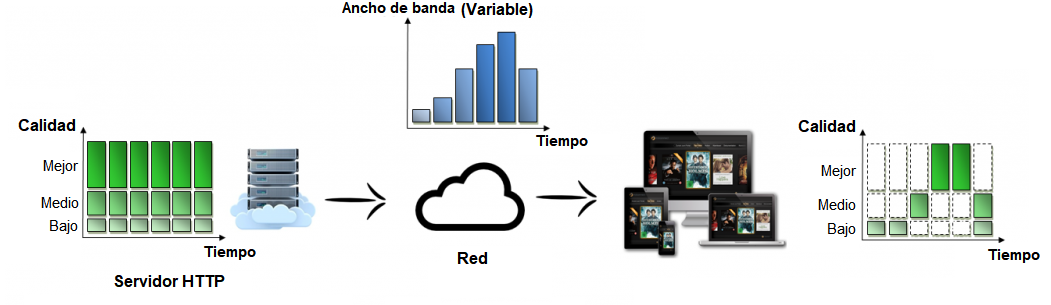 Ancho de banda (Variable)
Tiempo
Calidad
Mejor
Medio
Bajo
Tiempo
Servidor HTTP
Red
Calidad
Mejor
Medio
Bajo
Tiempo